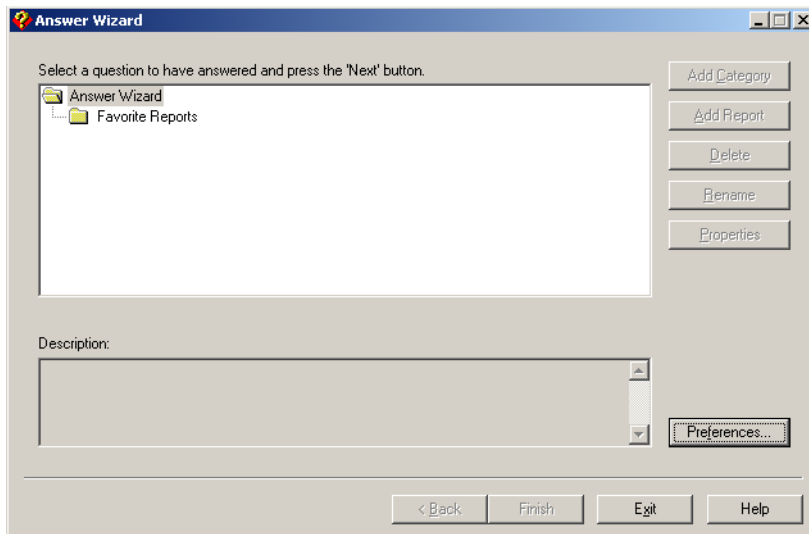 Answer Wizard
Select a question to have answered and press the 'Next' button.
Answer Wizard
Favorite Reports
Add Category
Add Report
Delete
Rename
Properties
Description:
Preferences...
< Back
Finish
Exit
Help